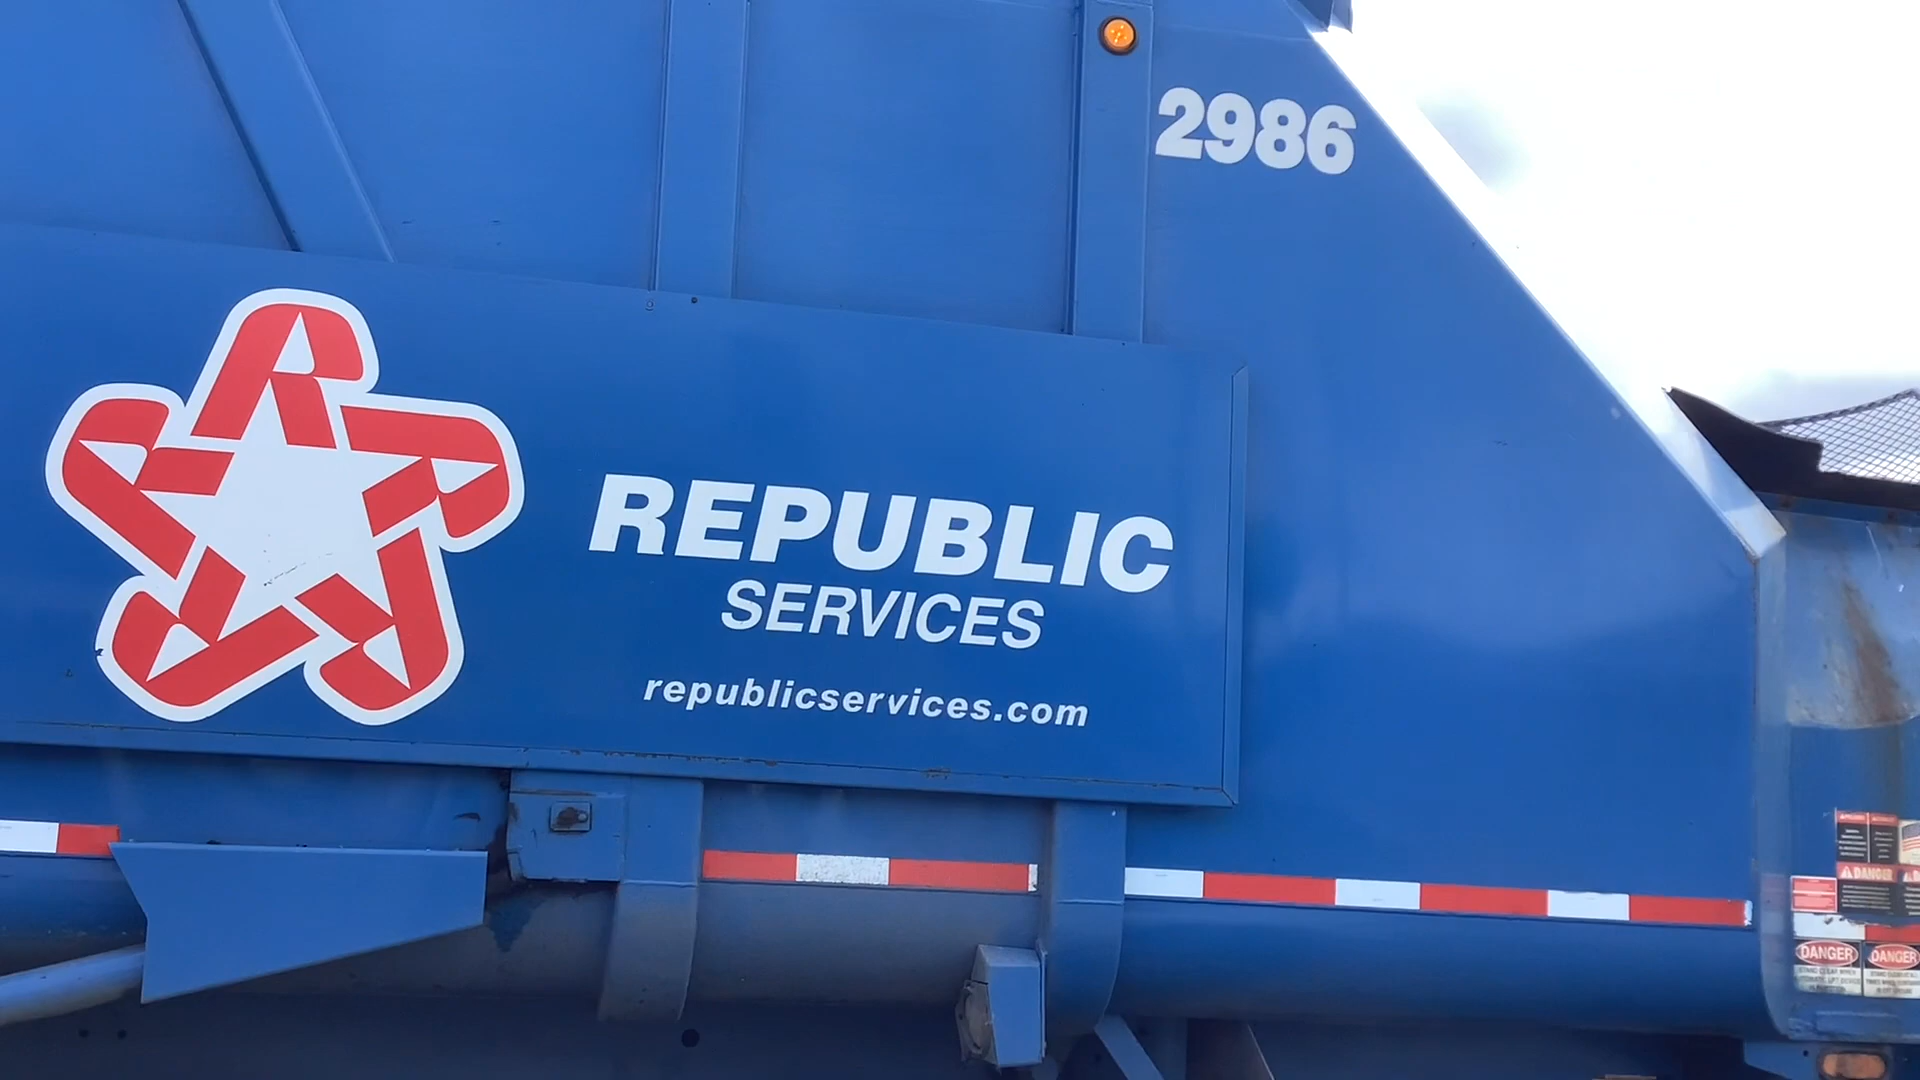 2986
REPUBLIC
SERVICES
republicservices.com
DANGER
DANGER
DANGER